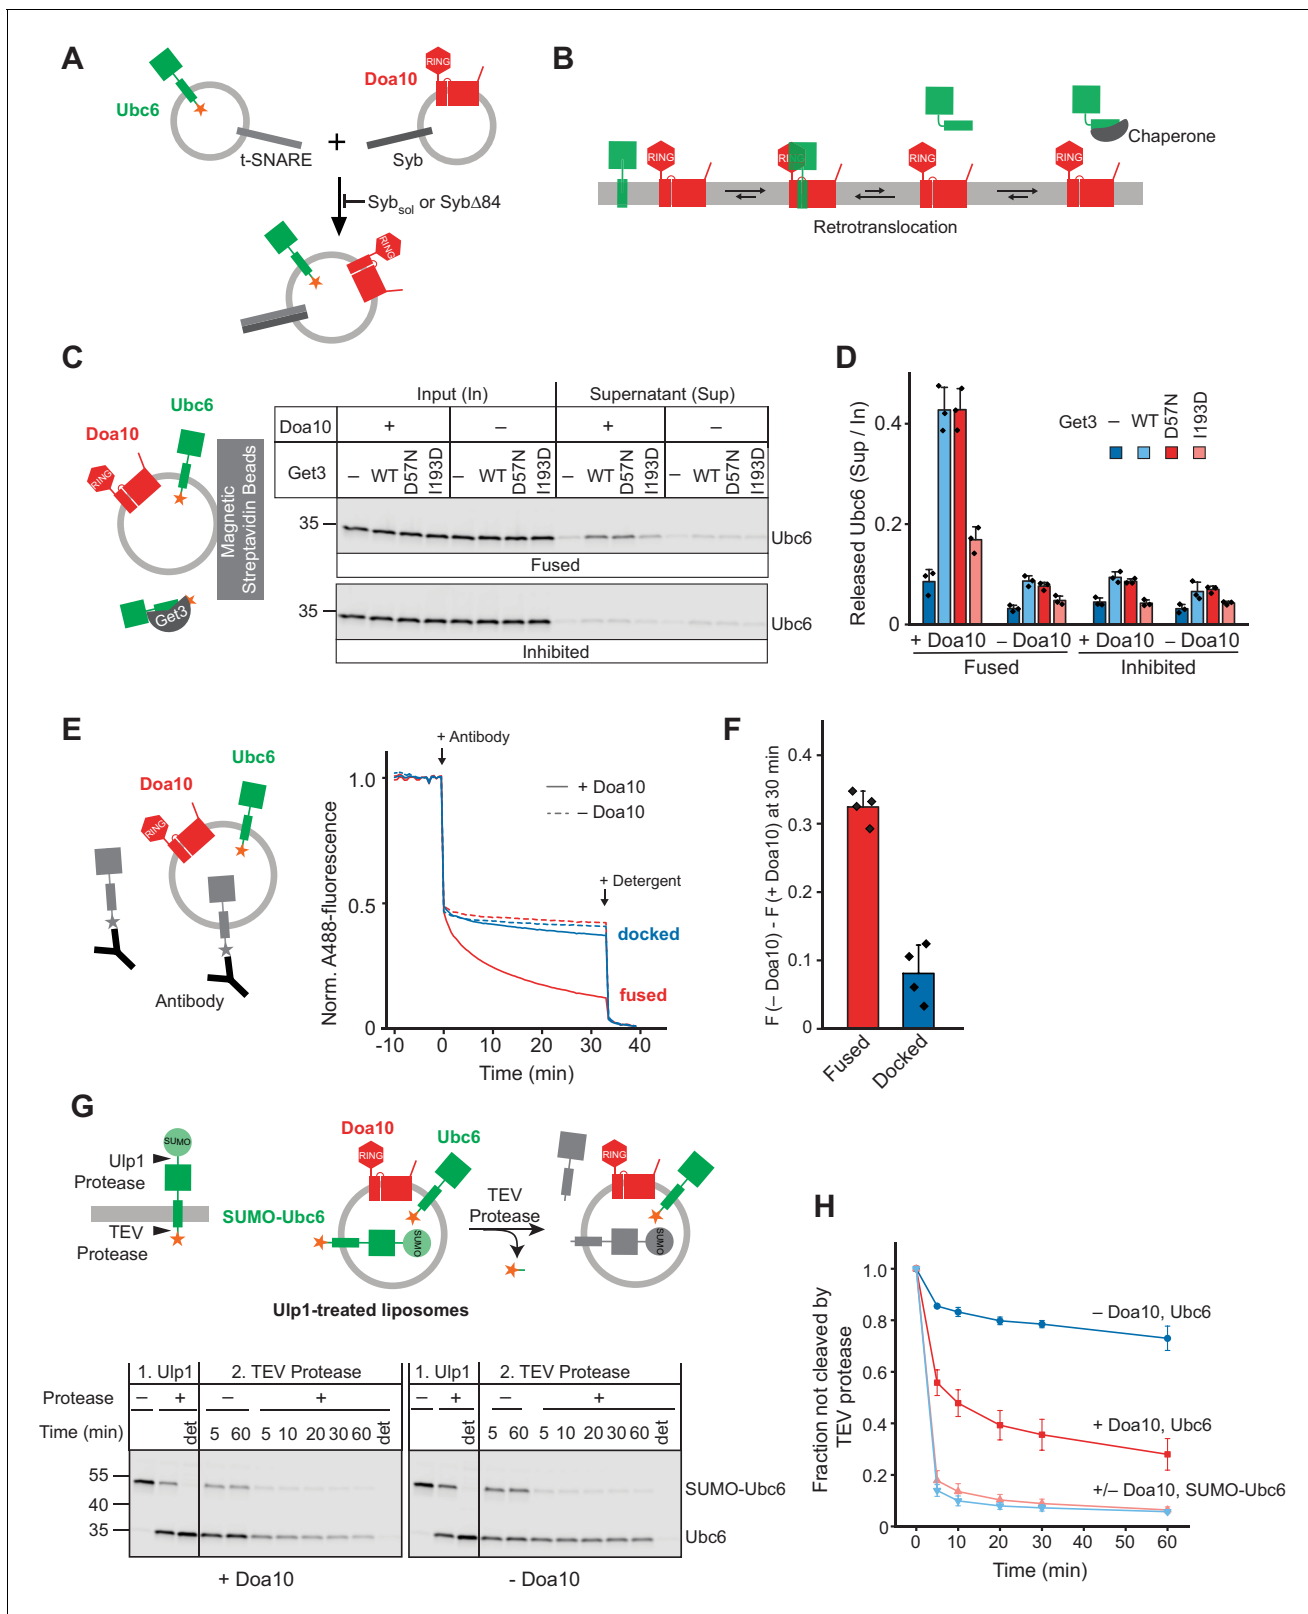 A
Ubc6
Doa10
RING
t-SNARE
+
Syb
Sybsol or SybΔ84
RING
B
RING
RING
RING
RING
Chaperone
Retrotranslocation
C
Ubc6
Doa10
RING
Magnetic
Streptavidin Beads
Get3
Input (In)
Supernatant (Sup)
Doa10
+
–
+
–
Get3
–
WT
D57N
I193D
–
WT
D57N
I193D
–
WT
D57N
I193D
–
WT
D57N
I193D
35
Ubc6
Fused
35
Ubc6
Inhibited
D
Released Ubc6 (Sup / In)
0.4
0.2
0
Get3
–
WT
D57N
I193D
+ Doa10
– Doa10
+ Doa10
– Doa10
Fused
Inhibited
E
Ubc6
Doa10
RING
Antibody
Norm. A488-fluorescence
1.0
0.5
0
+ Antibody
+ Doa10
– Doa10
+ Detergent
docked
fused
-10
0
10
20
30
40
Time (min)
F
F (– Doa10) - F (+ Doa10) at 30 min
0.4
0.3
0.2
0.1
0
Fused
Docked
G
SUMO
Ulp1
Protease
TEV
Protease
Doa10
RING
Ubc6
SUMO-Ubc6
SUMO
TEV
Protease
RING
SUMO
Ulp1-treated liposomes
1. Ulp1
2. TEV Protease
1. Ulp1
2. TEV Protease
Protease
–
+
–
+
–
+
–
+
Time (min)
det
5
60
5
10
20
30
60
det
det
5
60
5
10
20
30
60
det
55
40
35
SUMO-Ubc6
Ubc6
+ Doa10
- Doa10
H
Fraction not cleaved by
TEV protease
1.0
0.8
0.6
0.4
0.2
0
– Doa10, Ubc6
+ Doa10, Ubc6
+/– Doa10, SUMO-Ubc6
0
10
20
30
40
50
60
Time (min)